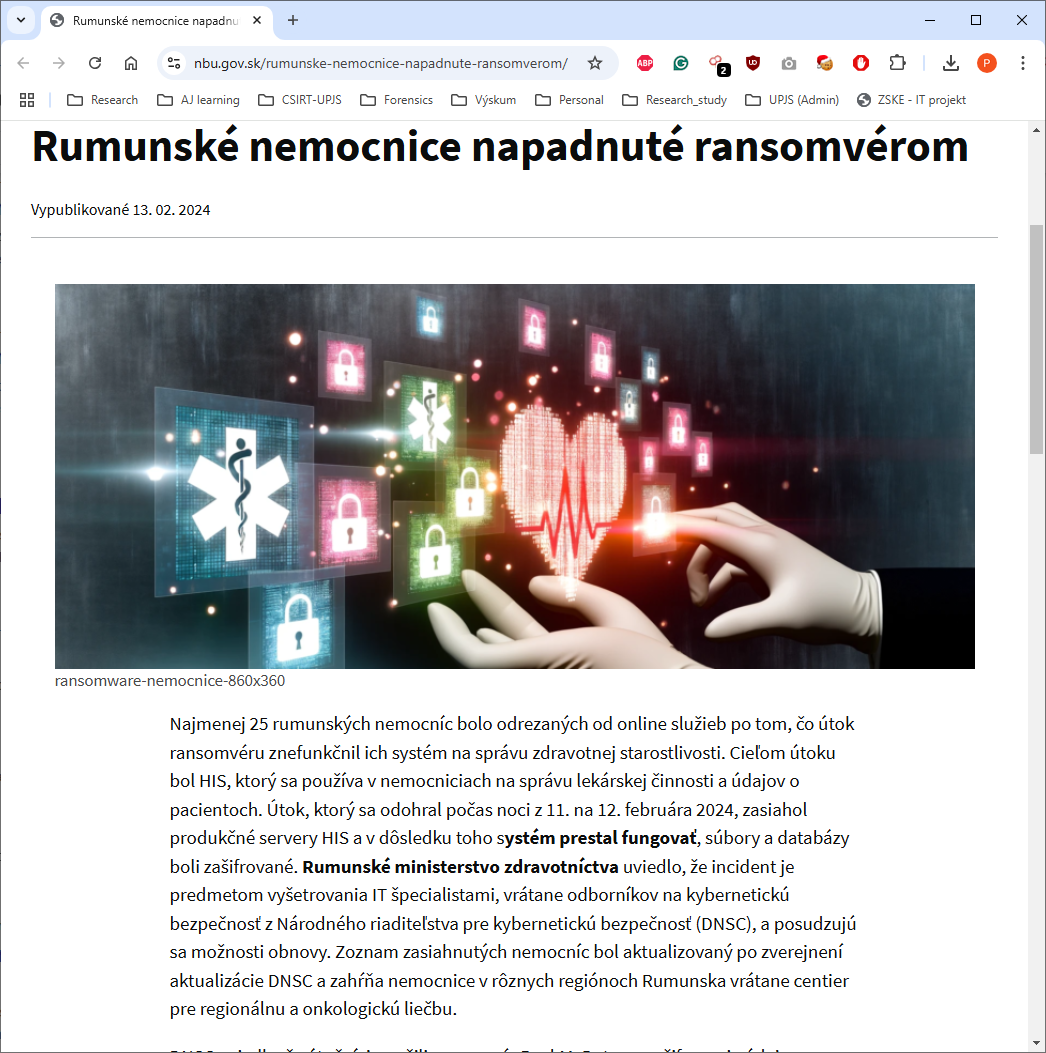 Rumunské nemocnice napadnu
nbu.gov.sk/rumunske-nemocnice-napadnute-ransomverom/
ABP
2
UD
P
Research
AJ learning
CSIRT-UPJS
Forensics
Výskum
Personal
Research_study
UPJS (Admin)
ZSKE - IT projekt
Rumunské nemocnice napadnuté ransomvérom
Vypublikované 13. 02. 2024
ransomware-nemocnice-860x360
Najmenej 25 rumunských nemocníc bolo odrezaných od online služieb po tom, čo útok
ransomvéru znefunkčnil ich systém na správu zdravotnej starostlivosti. Cieľom útoku
bol HIS, ktorý sa používa v nemocniciach na správu lekárskej činnosti a údajov o
pacientoch. Útok, ktorý sa odohral počas noci z 11. na 12. februára 2024, zasiahol
produkčné servery HIS a v dôsledku toho systém prestal fungovať, súbory a databázy
boli zašifrované. Rumunské ministerstvo zdravotníctva uviedlo, že incident je
predmetom vyšetrovania IT špecialistami, vrátane odborníkov na kybernetickú
bezpečnosť z Národného riaditeľstva pre kybernetickú bezpečnosť (DNSC), a posudzujú
sa možnosti obnovy. Zoznam zasiahnutých nemocníc bol aktualizovaný po zverejnení
aktualizácie DNSC a zahŕňa nemocnice v rôznych regiónoch Rumunska vrátane centier
pre regionálnu a onkologickú liečbu.